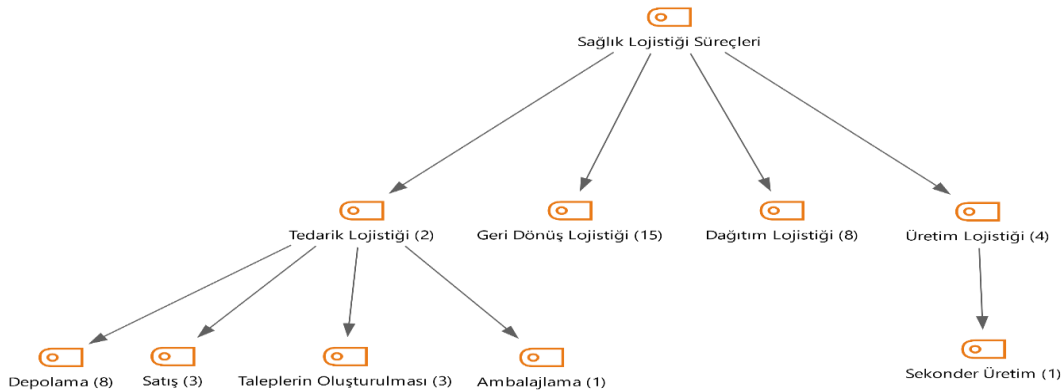 Sağlık Lojistiği Süreçleri
Tedarik Lojistiği (2)
Geri Dönüş Lojistiği (15)
Dağıtım Lojistiği (8)
Üretim Lojistiği (4)
Depolama (8)
Satış (3)
Taleplerin Oluşturulması (3)
Ambalajlama (1)
Sekonder Üretim (1)